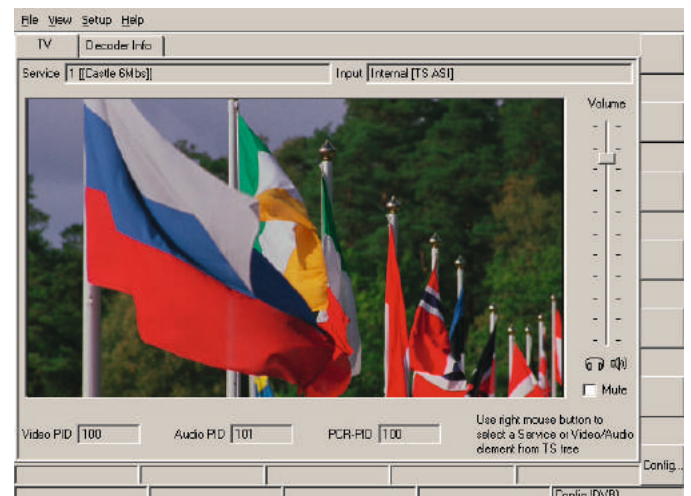 File View Setup Help
TV Decoder Info
Service 1 [[Castle 6Mbs]] Input Internal [TS ASI]
Volume
Mute
Video PID 100 Audio PID 101 PCR-PID 100
Use right mouse button to
select a Service or Video/Audio
element from TS tree
Config...
Config (DVB)